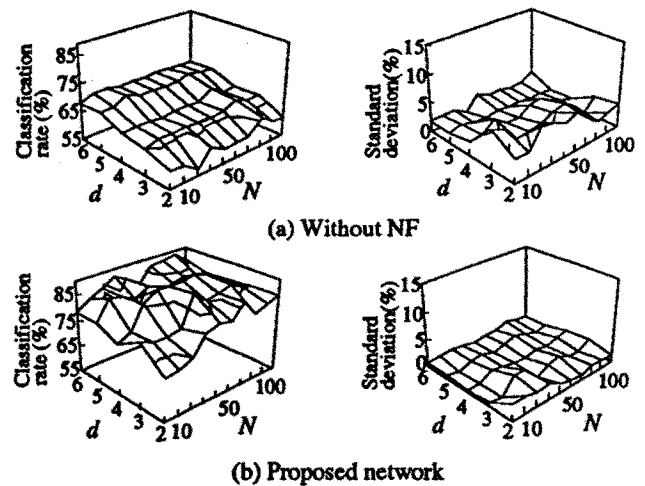 Classification
rate (%)
85
75
65
55
6
5
4
3
2
d
10
50
100
N
Standard
deviation(%)
15
10
5
0
6
5
4
3
2
d
10
50
100
N
(a) Without NF
Classification
rate (%)
85
75
65
55
6
5
4
3
2
d
10
50
100
N
Standard
deviation(%)
15
10
5
0
6
5
4
3
2
d
10
50
100
N
(b) Proposed network